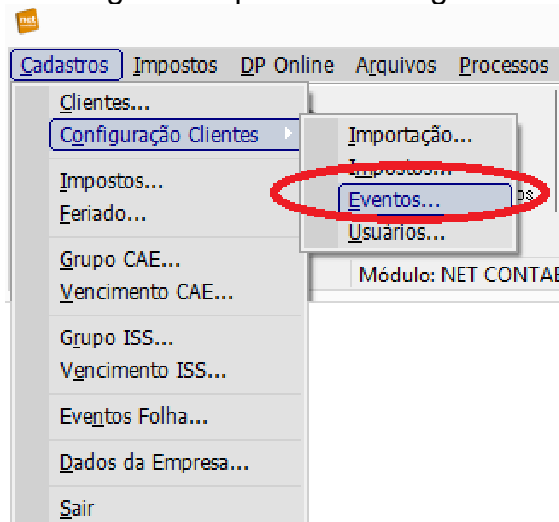 net
Cadastros Impostos DP Online Arquivos Processos
Clientes...
Configuração Clientes
Importação...
Impostos...
Eventos...
Usuários...
Impostos...
Feriado...
Grupo CAE...
Vencimento CAE...
Módulo: NET CONTAB
Grupo ISS...
Vencimento ISS...
Eventos Folha...
Dados da Empresa...
Sair